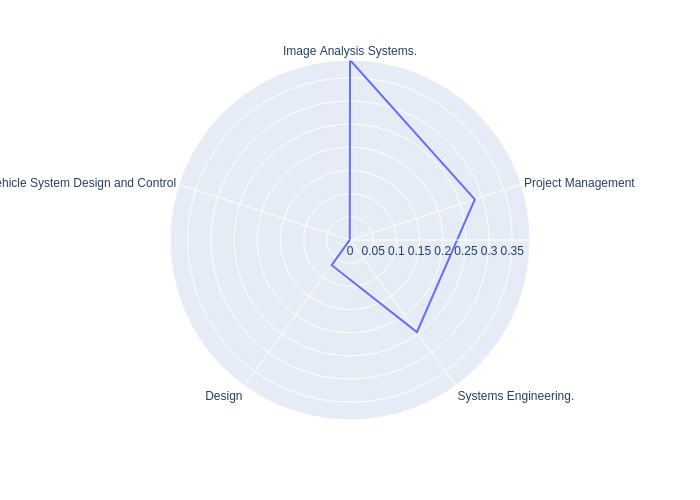 Image Analysis Systems.
Project Management
Systems Engineering.
Design
ehicle System Design and Control
0 0.05 0.1 0.15 0.2 0.25 0.3 0.35